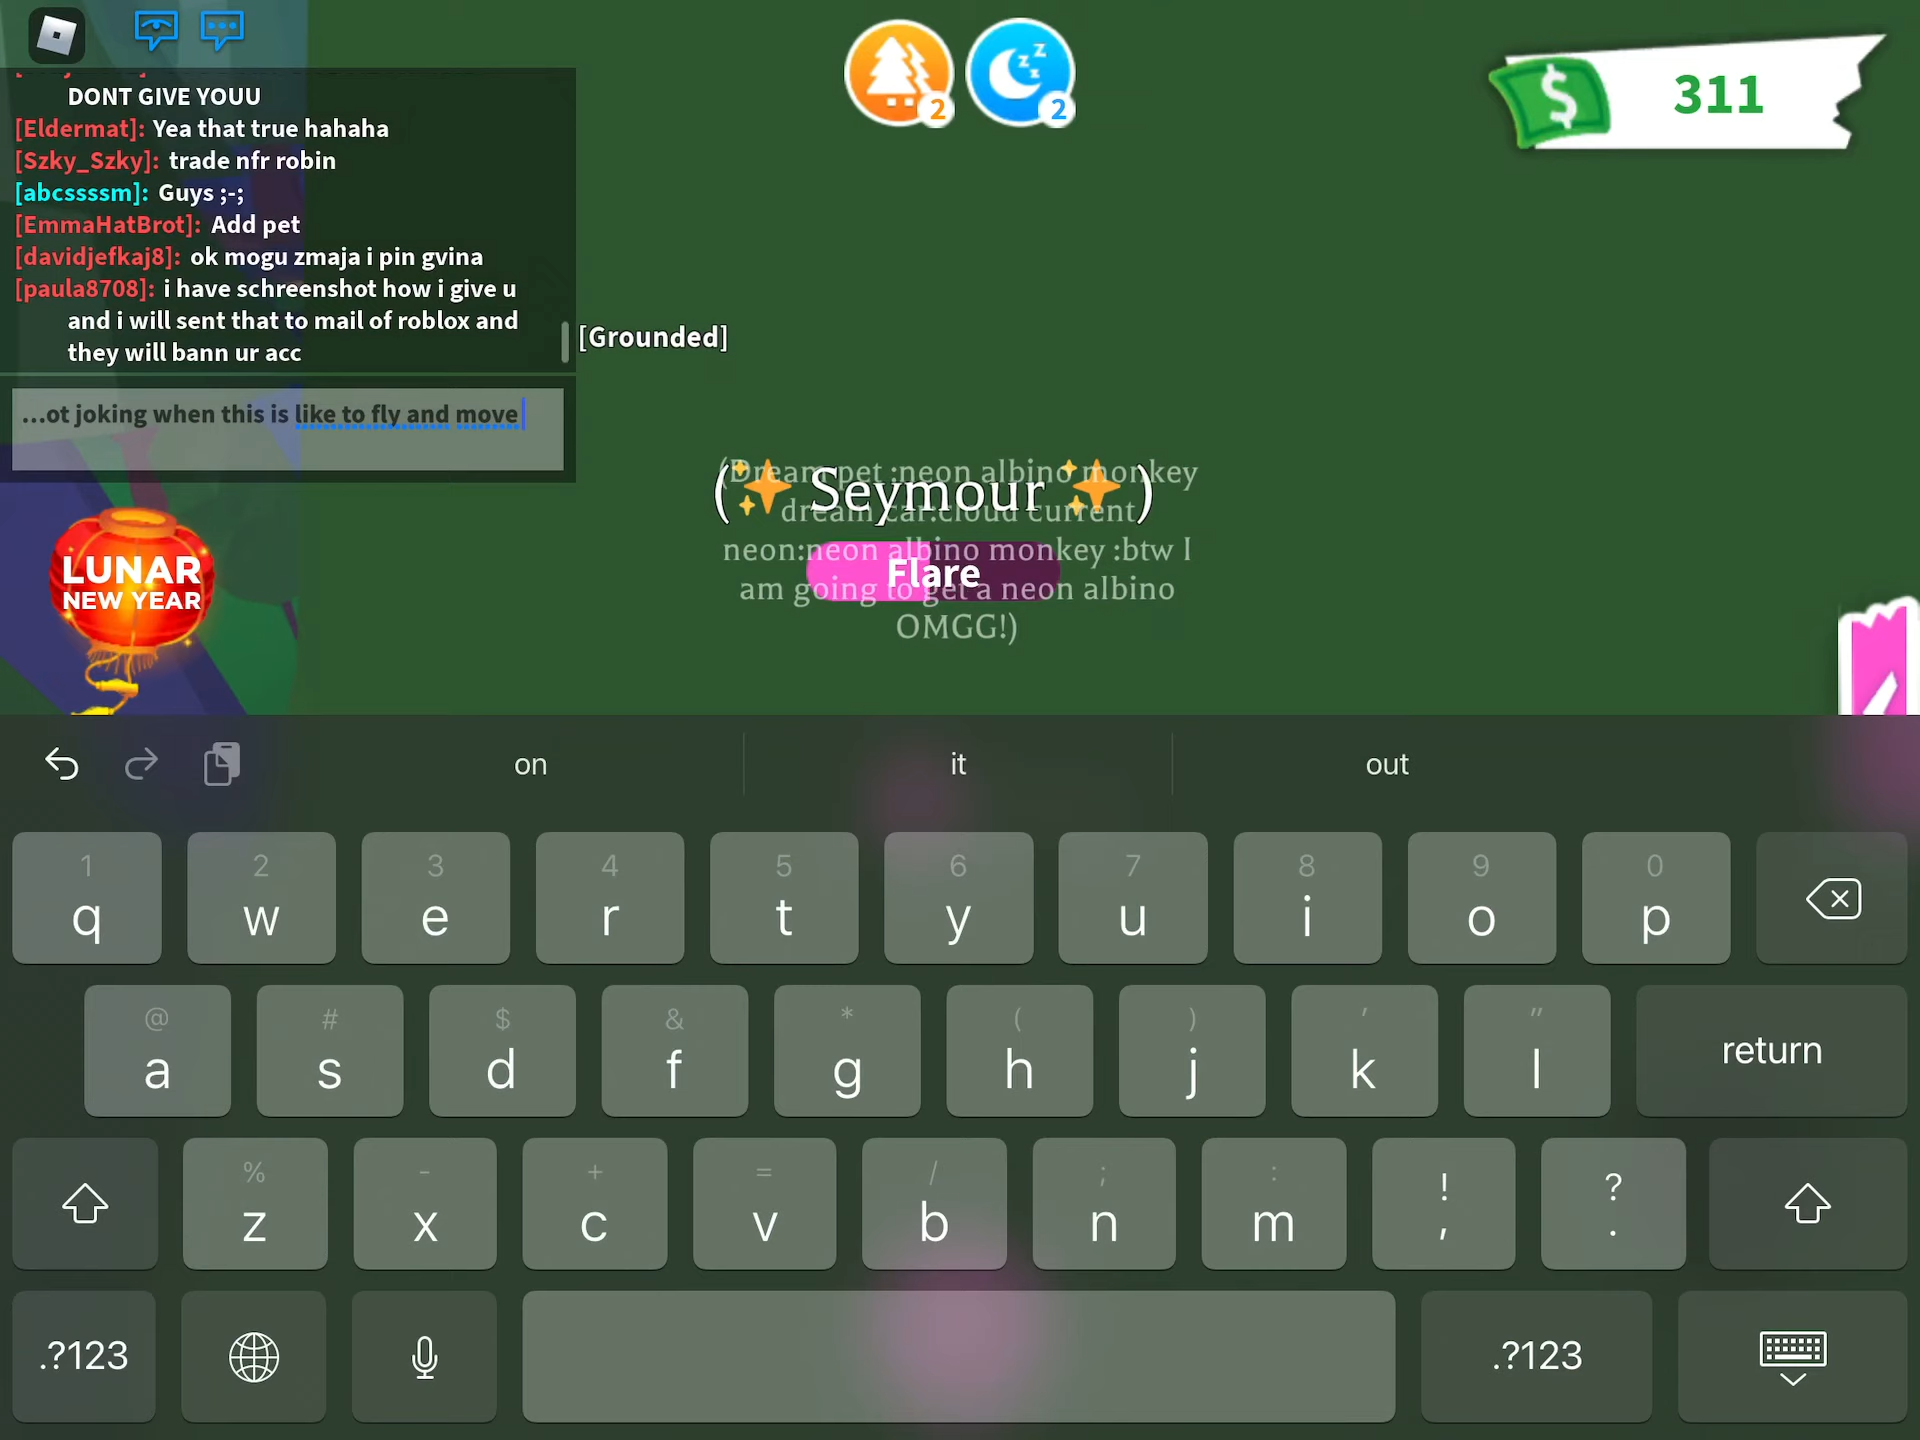 DONT GIVE YOUU
[Eldermat]: Yea that true hahaha
[Szky_Szky]: trade nfr robin
[abcssssm]: Guys ;-;
[EmmaHatBrot]: Add pet
[davidjefkaj8]: ok mogu zmaja i pin gvina
[paula8708]: i have schreenshot how i give u
and i will sent that to mail of roblox and
they will bann ur acc
...ot joking when this is like to fly and move
[Grounded]
2
2
311
(✨ Seymour ✨)
Flare
(Dream pet :neon albino monkey
dream car:cloud current
neon:neon albino monkey :btw I
am going to get a neon albino
OMGG!)
LUNAR
NEW YEAR
on it out
1 2 3 4 5 6 7 8 9 0
q w e r t y u i o p
@ # $ & * ( ) ' "
a s d f g h j k l return
% - + = / ; : ! ?
z x c v b n m , .
.?123 .?123